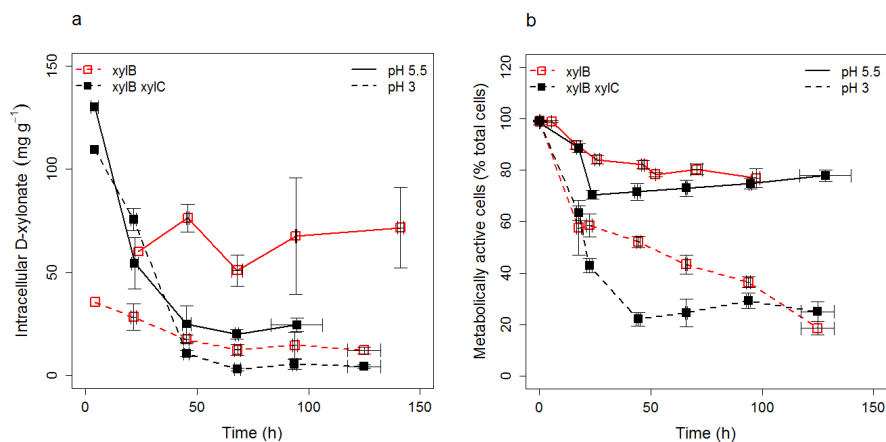 a
Intracellular D-xylonate (mg g⁻¹)
150
100
50
0
xylB
xylB xylC
pH 5.5
pH 3
0 50 100 150
Time (h)
b
Metabolically active cells (% total cells)
120
100
80
60
40
20
0
xylB
xylB xylC
pH 5.5
pH 3
0 50 100 150
Time (h)